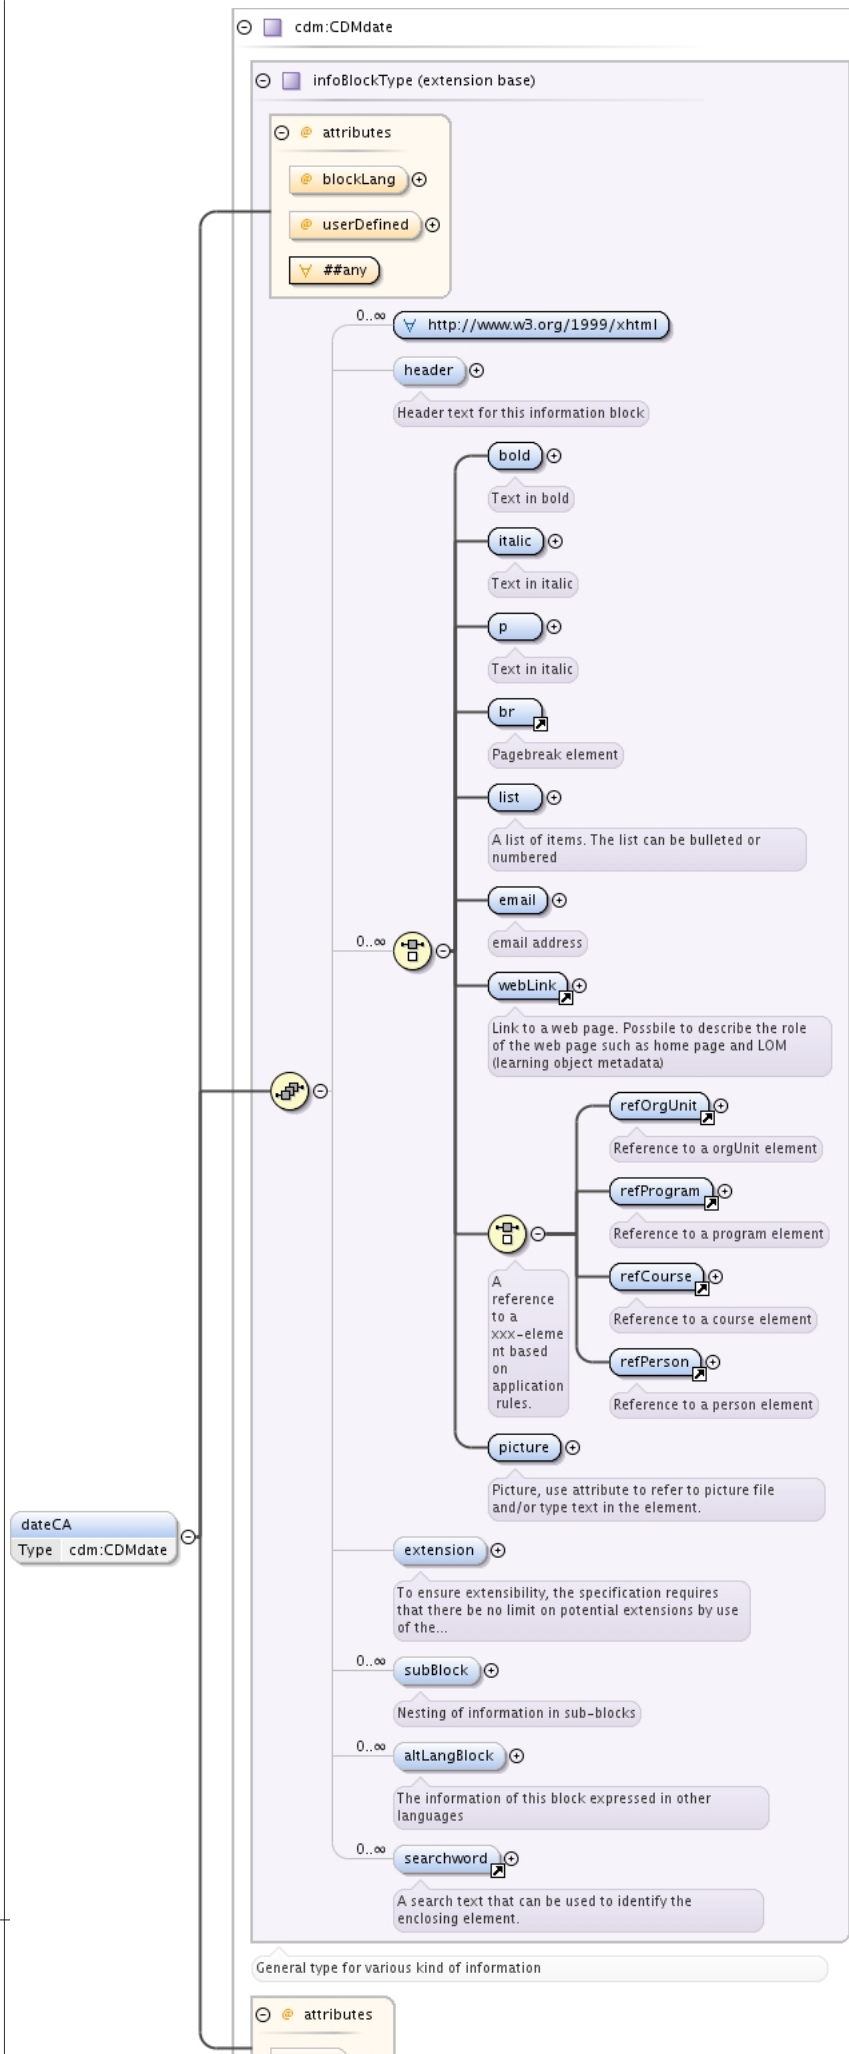 cdm:CDMdate
infoBlockType (extension base)
@ attributes
@ blockLang
@ userDefined
∀ ##any
0..∞
∀ http://www.w3.org/1999/xhtml
header
Header text for this information block
bold
Text in bold
italic
Text in italic
p
Text in italic
br
Pagebreak element
list
A list of items. The list can be bulleted or
numbered
email
0..∞
email address
webLink
Link to a web page. Possbile to describe the role
of the web page such as home page and LOM
(learning object metadata)
refOrgUnit
Reference to a orgUnit element
refProgram
Reference to a program element
A
reference
to a
xxx-eleme
nt based
on
application
rules.
refCourse
Reference to a course element
refPerson
Reference to a person element
picture
Picture, use attribute to refer to picture file
and/or type text in the element.
dateCA
Type cdm:CDMdate
extension
To ensure extensibility, the specification requires
that there be no limit on potential extensions by use
of the...
0..∞
subBlock
Nesting of information in sub-blocks
0..∞
altLangBlock
The information of this block expressed in other
languages
0..∞
searchword
A search text that can be used to identify the
enclosing element.
General type for various kind of information
@ attributes